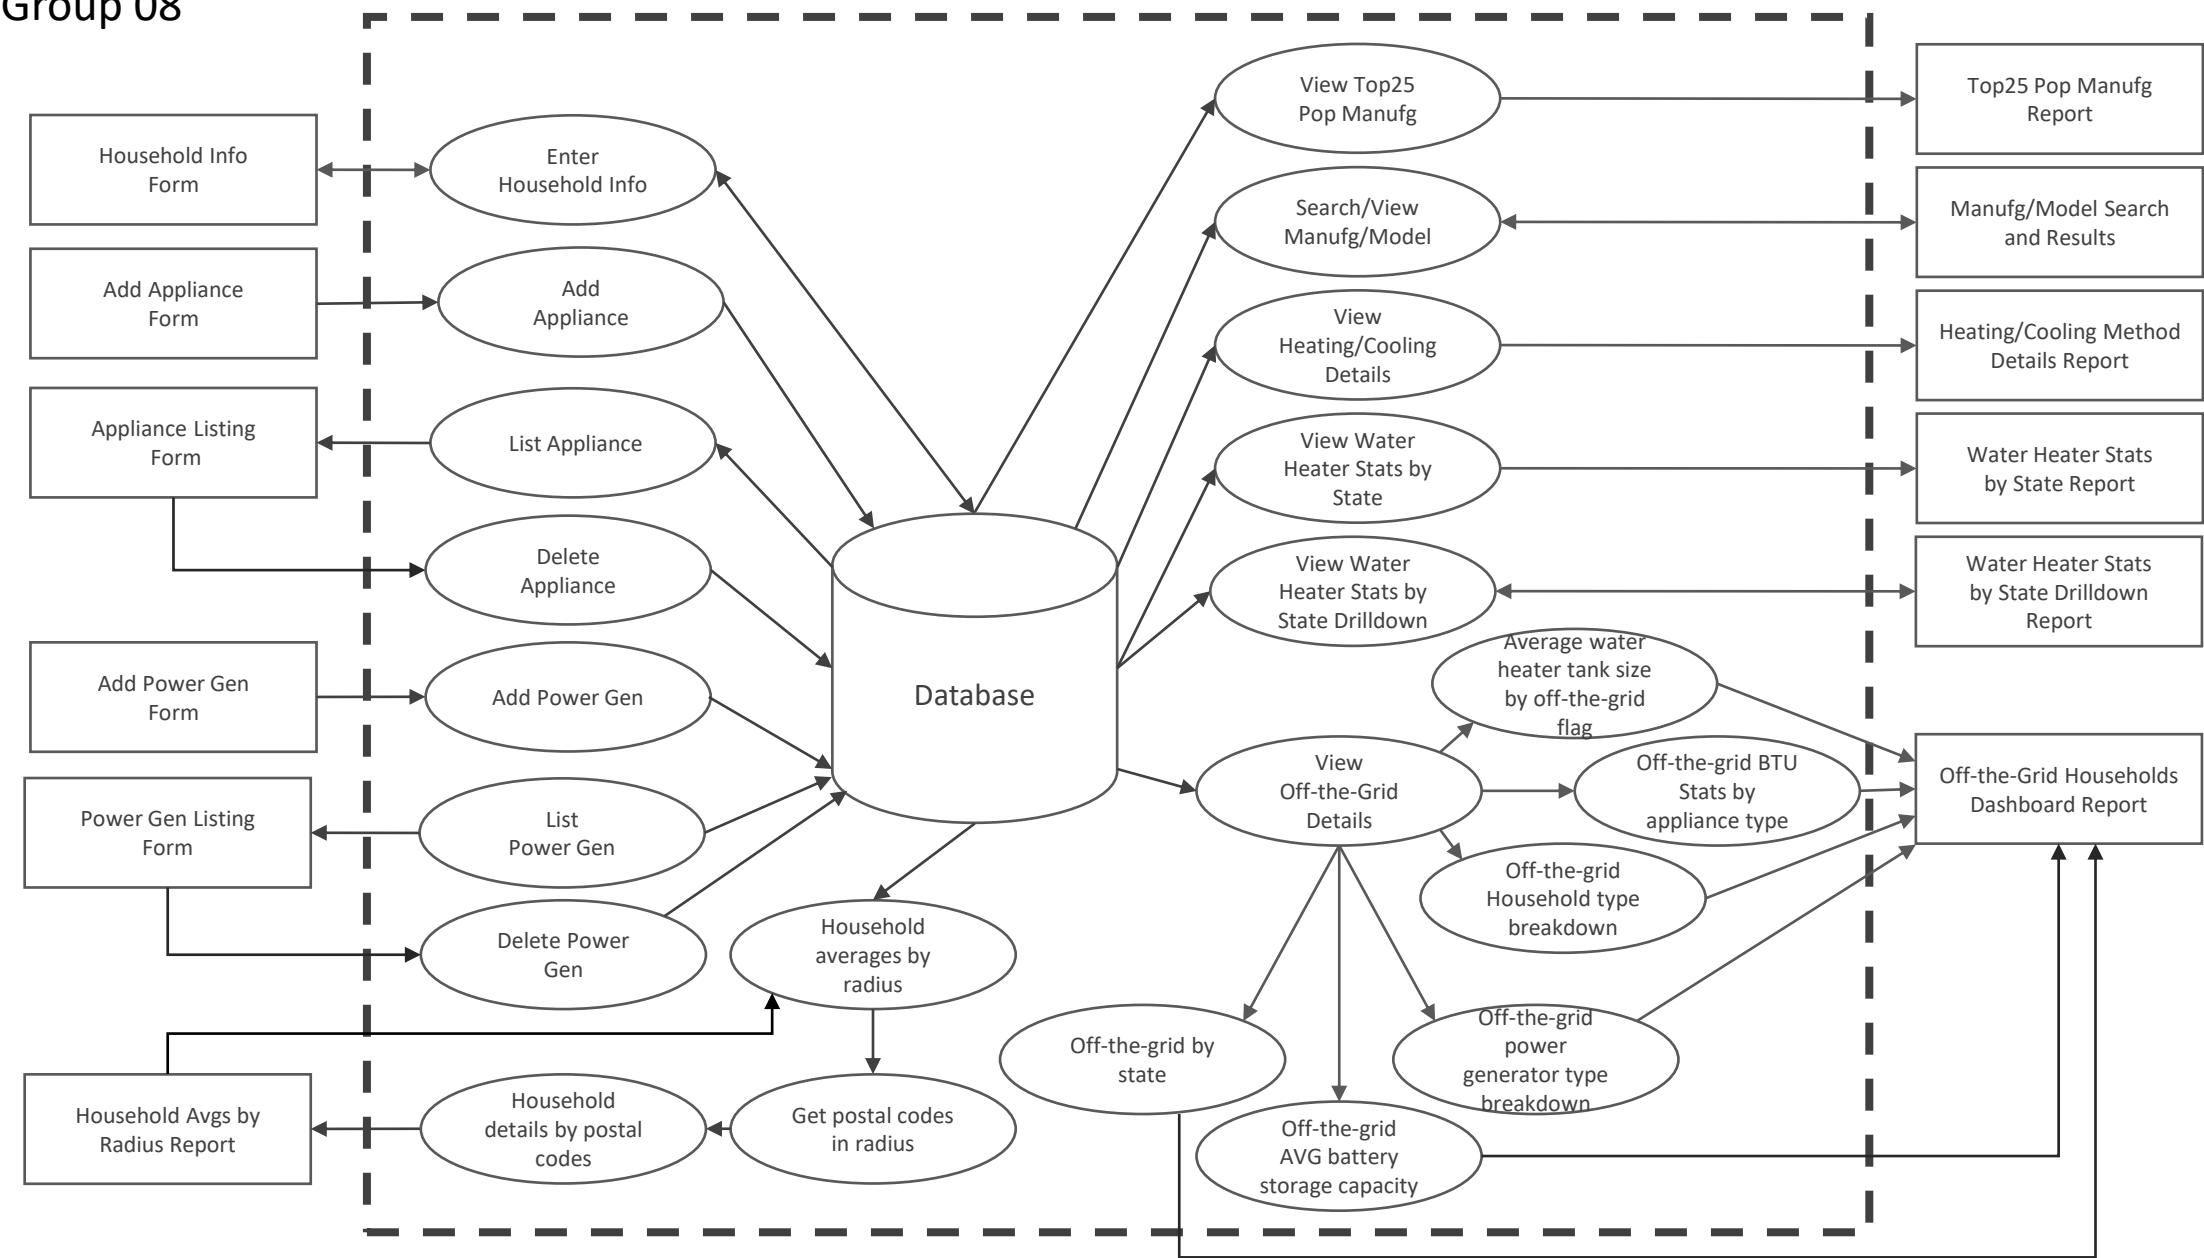 Group 08
Household Info
Form
Add Appliance
Form
Appliance Listing
Form
Add Power Gen
Form
Power Gen Listing
Form
Household Avgs by
Radius Report
Enter
Household Info
Add
Appliance
List Appliance
Delete
Appliance
Add Power Gen
List
Power Gen
Delete Power
Gen
Household
details by postal
codes
Household
averages by
radius
Get postal codes
in radius
Database
View Top25
Pop Manufg
Search/View
Manufg/Model
View
Heating/Cooling
Details
View Water
Heater Stats by
State
View Water
Heater Stats by
State Drilldown
View
Off-the-Grid
Details
Average water
heater tank size
by off-the-grid
flag
Off-the-grid BTU
Stats by
appliance type
Off-the-grid
Household type
breakdown
Off-the-grid by
state
Off-the-grid
power
generator type
breakdown
Off-the-grid
AVG battery
storage capacity
Top25 Pop Manufg
Report
Manufg/Model Search
and Results
Heating/Cooling Method
Details Report
Water Heater Stats
by State Report
Water Heater Stats
by State Drilldown
Report
Off-the-Grid Households
Dashboard Report